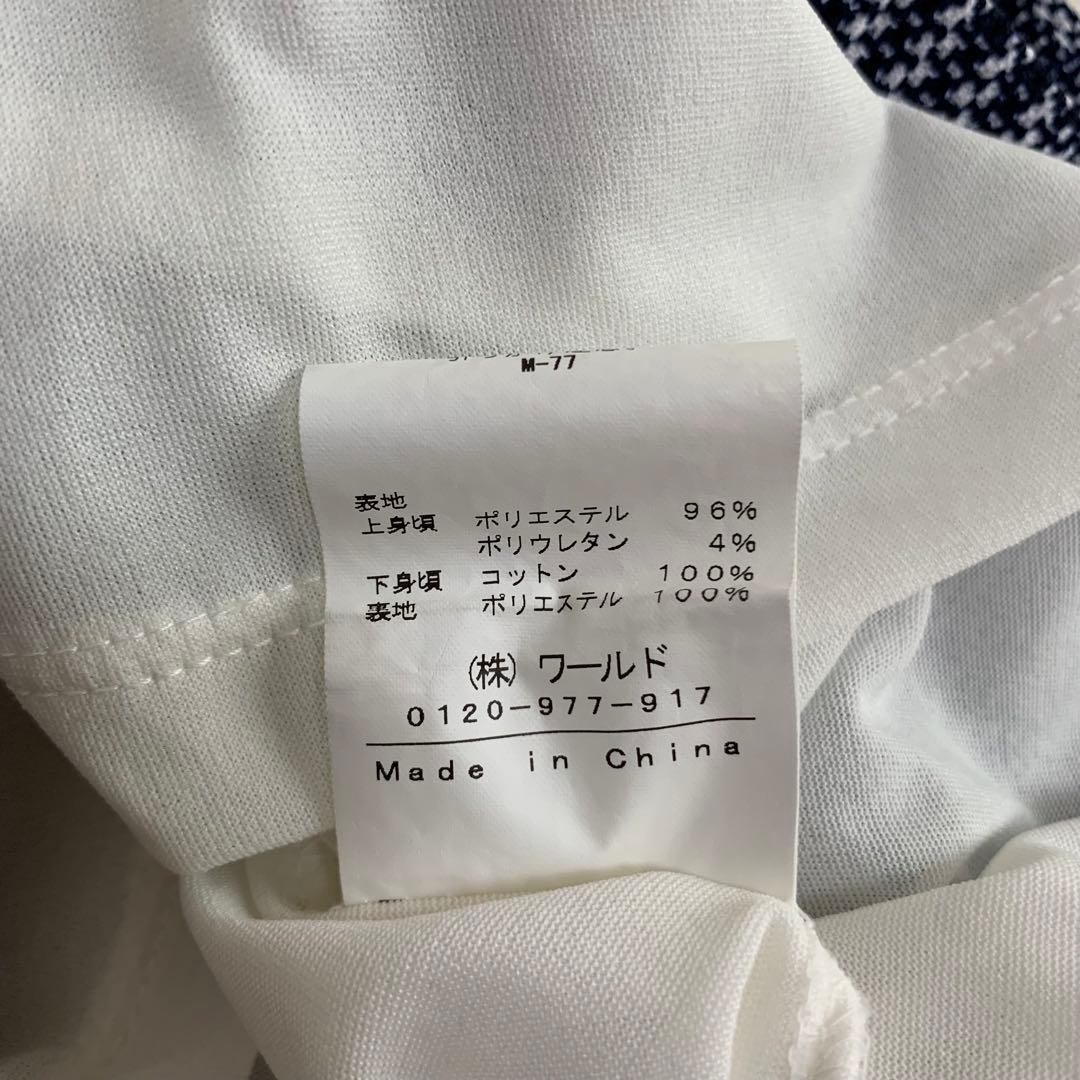 M-77
表地
上身頃 ポリエステル 96%
ポリウレタン 4%
下身頃 コットン 100%
裏地 ポリエステル 100%
(株)ワールド
0120-977-917
Made in China